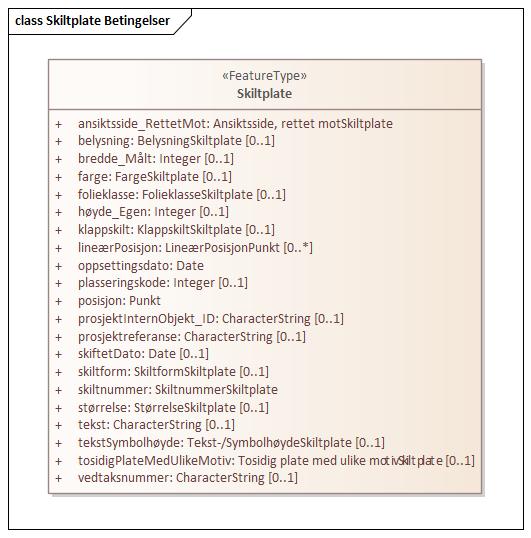 class Skiltplate Betingelser
«FeatureType»
Skiltplate
+ ansiktsside_RettetMot: Ansiktsside, rettet motSkiltplate
+ belysning: BelysningSkiltplate [0..1]
+ bredde_Målt: Integer [0..1]
+ farge: FargeSkiltplate [0..1]
+ folieklasse: FolieklasseSkiltplate [0..1]
+ høyde_Egen: Integer [0..1]
+ klappskilt: KlappskiltSkiltplate [0..1]
+ lineærPosisjon: LineærPosisjonPunkt [0..*]
+ oppsettingsdato: Date
+ plasseringskode: Integer [0..1]
+ posisjon: Punkt
+ prosjektInternObjekt_ID: CharacterString [0..1]
+ prosjektreferanse: CharacterString [0..1]
+ skiftetDato: Date [0..1]
+ skiltform: SkiltformSkiltplate [0..1]
+ skiltnummer: SkiltnummerSkiltplate
+ størrelse: StørrelseSkiltplate [0..1]
+ tekst: CharacterString [0..1]
+ tekstSymbolhøyde: Tekst-/SymbolhøydeSkiltplate [0..1]
+ tosidigPlateMedUlikeMotiv: Tosidig plate med ulike motivSkiltplate [0..1]
+ vedtaksnummer: CharacterString [0..1]